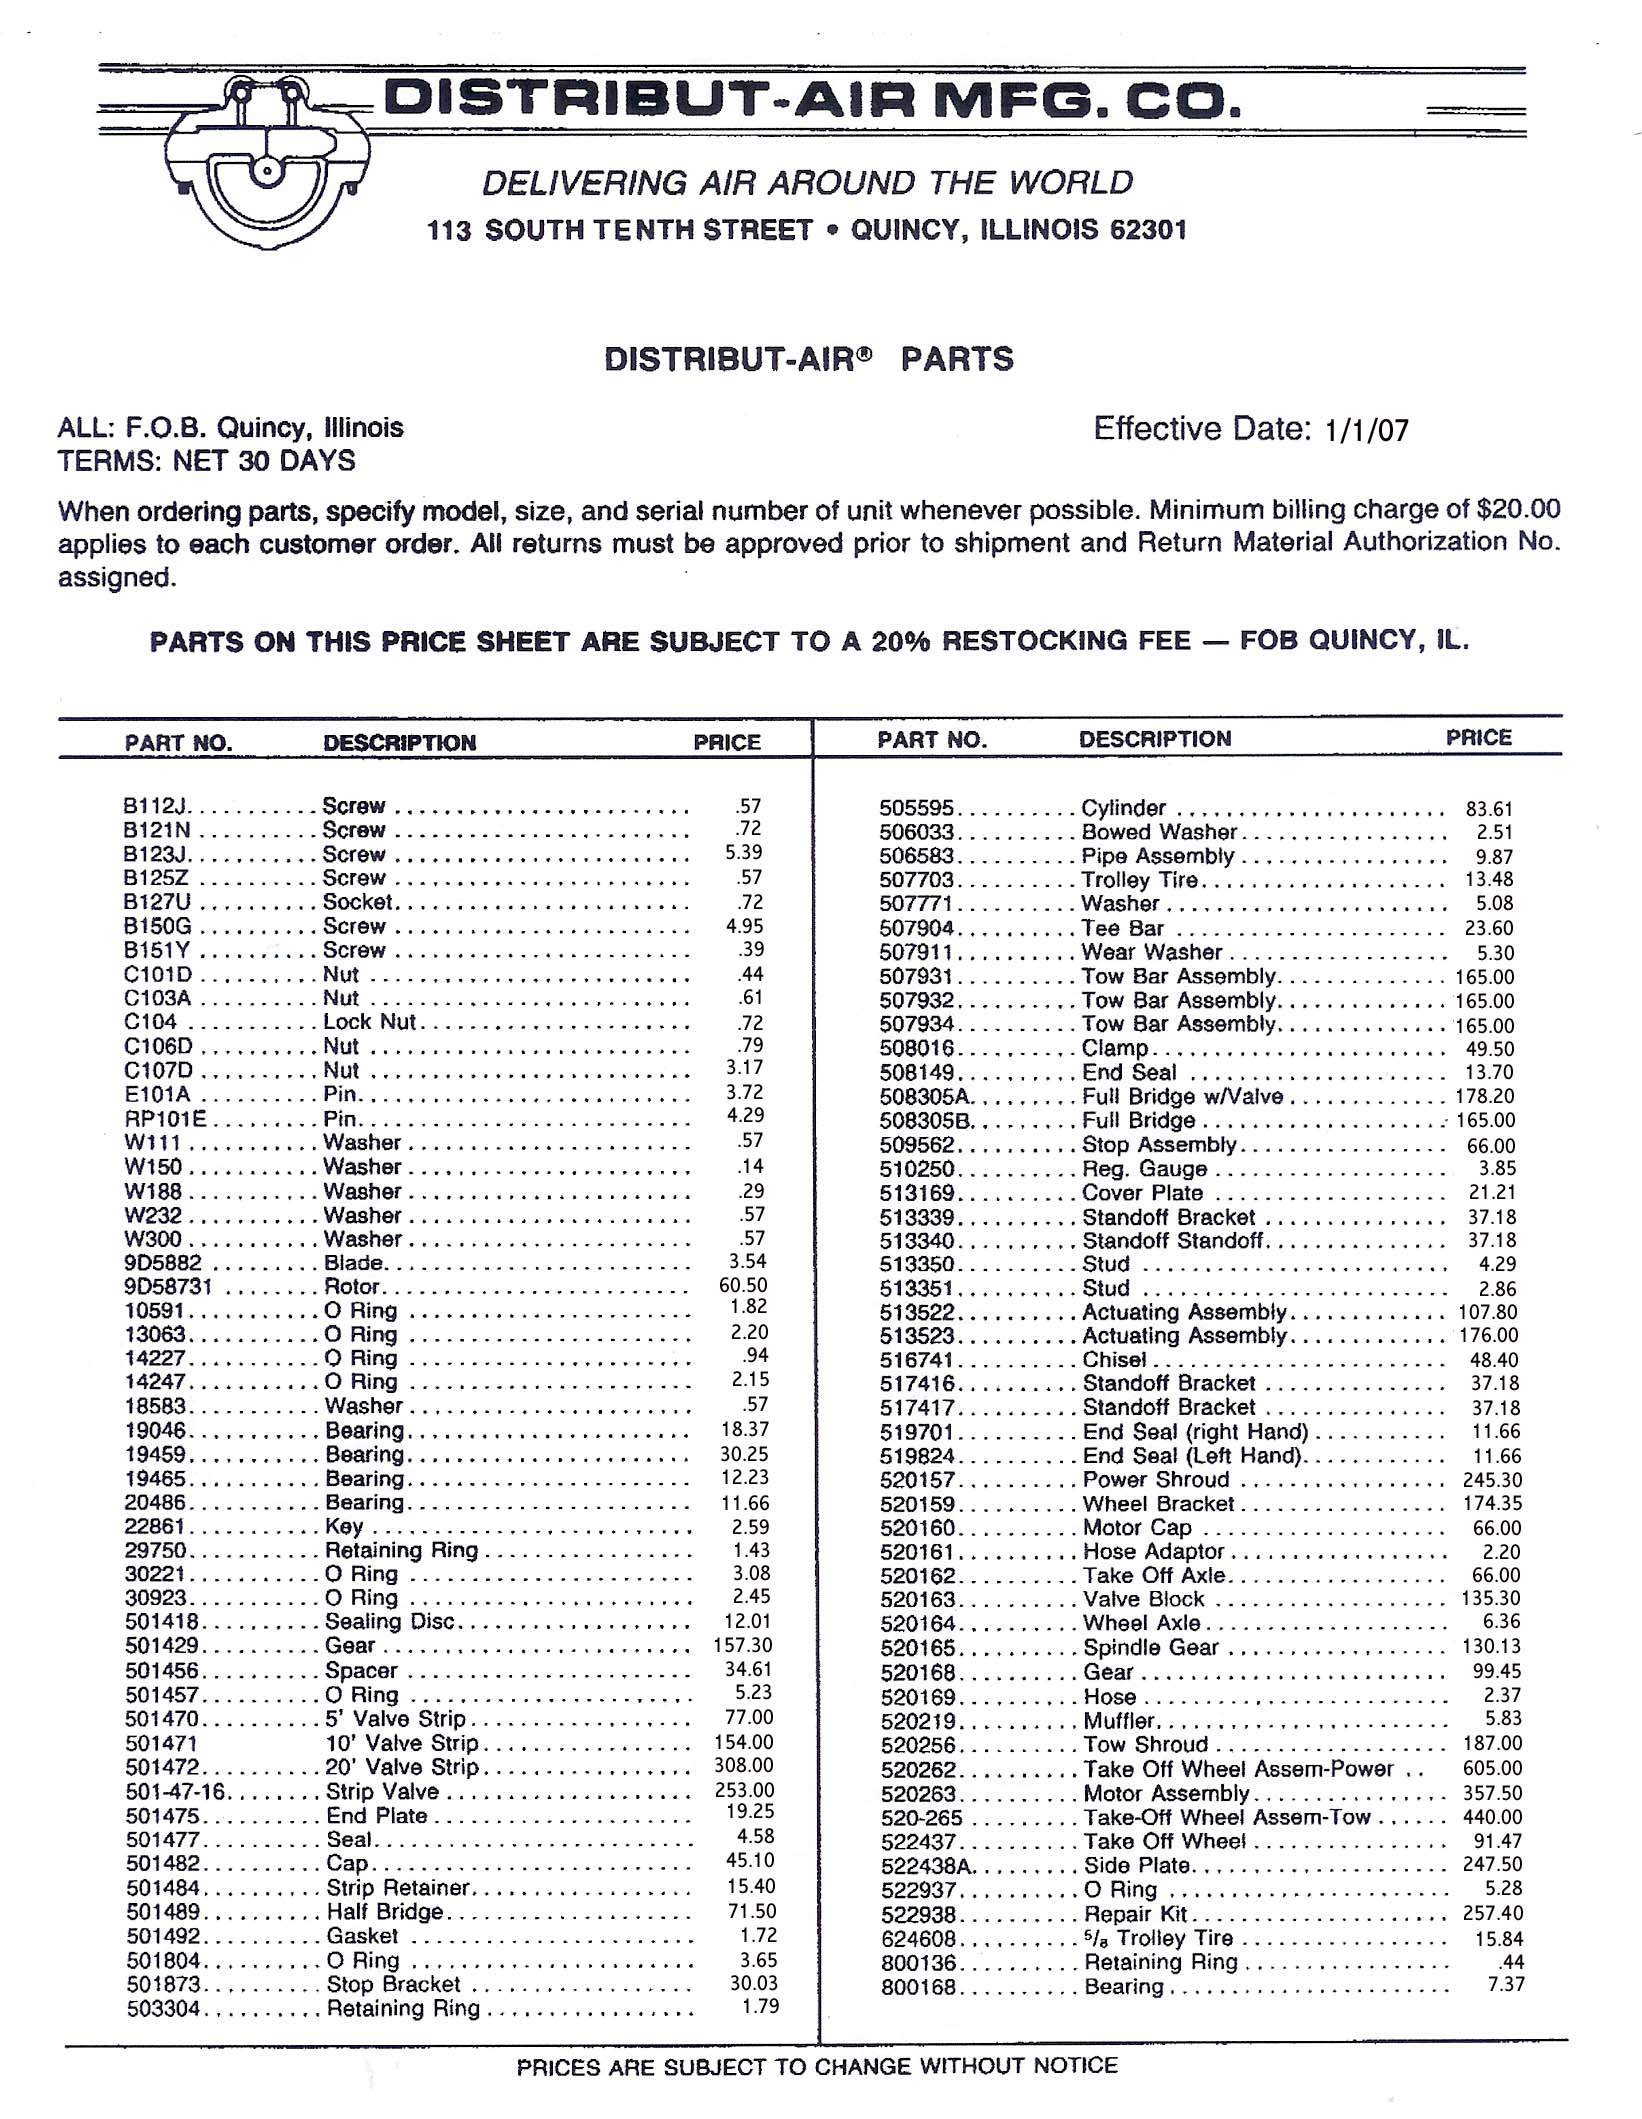 DISTRIBUT-AIR MFG. CO.
DELIVERING AIR AROUND THE WORLD
113 SOUTH TENTH STREET • QUINCY, ILLINOIS 62301
DISTRIBUT-AIR® PARTS
ALL: F.O.B. Quincy, Illinois
Effective Date: 1/1/07
TERMS: NET 30 DAYS
When ordering parts, specify model, size, and serial number of unit whenever possible. Minimum billing charge of $20.00
applies to each customer order. All returns must be approved prior to shipment and Return Material Authorization No.
assigned.
PARTS ON THIS PRICE SHEET ARE SUBJECT TO A 20% RESTOCKING FEE — FOB QUINCY, IL.
PART NO. DESCRIPTION PRICE
B112J Screw .57
B121N Screw .72
B123J Screw 5.39
B125Z Screw .57
B127U Socket .72
B150G Screw 4.95
B151Y Screw .39
C101D Nut .44
C103A Nut .61
C104 Lock Nut .72
C106D Nut .79
C107D Nut 3.17
E101A Pin 3.72
RP101E Pin 4.29
W111 Washer .57
W150 Washer .14
W188 Washer .29
W232 Washer .57
W300 Washer .57
9D5882 Blade 3.54
9D58731 Rotor 60.50
10591 O Ring 1.82
13063 O Ring 2.20
14227 O Ring .94
14247 O Ring 2.15
18583 Washer .57
19046 Bearing 18.37
19459 Bearing 30.25
19465 Bearing 12.23
20486 Bearing 11.66
22861 Key 2.59
29750 Retaining Ring 1.43
30221 O Ring 3.08
30923 O Ring 2.45
501418 Sealing Disc 12.01
501429 Gear 157.30
501456 Spacer 34.61
501457 O Ring 5.23
501470 5' Valve Strip 77.00
501471 10' Valve Strip 154.00
501472 20' Valve Strip 308.00
501-47-16 Strip Valve 253.00
501475 End Plate 19.25
501477 Seal 4.58
501482 Cap 45.10
501484 Strip Retainer 15.40
501489 Half Bridge 71.50
501492 Gasket 1.72
501804 O Ring 3.65
501873 Stop Bracket 30.03
503304 Retaining Ring 1.79
PART NO. DESCRIPTION PRICE
505595 Cylinder 83.61
506033 Bowed Washer 2.51
506583 Pipe Assembly 9.87
507703 Trolley Tire 13.48
507771 Washer 5.08
507904 Tee Bar 23.60
507911 Wear Washer 5.30
507931 Tow Bar Assembly 165.00
507932 Tow Bar Assembly 165.00
507934 Tow Bar Assembly 165.00
508016 Clamp 49.50
508149 End Seal 13.70
508305A Full Bridge w/Valve 178.20
508305B Full Bridge 165.00
509562 Stop Assembly 66.00
510250 Reg. Gauge 3.85
513169 Cover Plate 21.21
513339 Standoff Bracket 37.18
513340 Standoff Standoff 37.18
513350 Stud 4.29
513351 Stud 2.86
513522 Actuating Assembly 107.80
513523 Actuating Assembly 176.00
516741 Chisel 48.40
517416 Standoff Bracket 37.18
517417 Standoff Bracket 37.18
519701 End Seal (right Hand) 11.66
519824 End Seal (Left Hand) 11.66
520157 Power Shroud 245.30
520159 Wheel Bracket 174.35
520160 Motor Cap 66.00
520161 Hose Adaptor 2.20
520162 Take Off Axle 66.00
520163 Valve Block 135.30
520164 Wheel Axle 6.36
520165 Spindle Gear 130.13
520168 Gear 99.45
520169 Hose 2.37
520219 Muffler 5.83
520256 Tow Shroud 187.00
520262 Take Off Wheel Assem-Power 605.00
520263 Motor Assembly 357.50
520-265 Take-Off Wheel Assem-Tow 440.00
522437 Take Off Wheel 91.47
522438A Side Plate 247.50
522937 O Ring 5.28
522938 Repair Kit 257.40
624608 5/8 Trolley Tire 15.84
800136 Retaining Ring .44
800168 Bearing 7.37
PRICES ARE SUBJECT TO CHANGE WITHOUT NOTICE